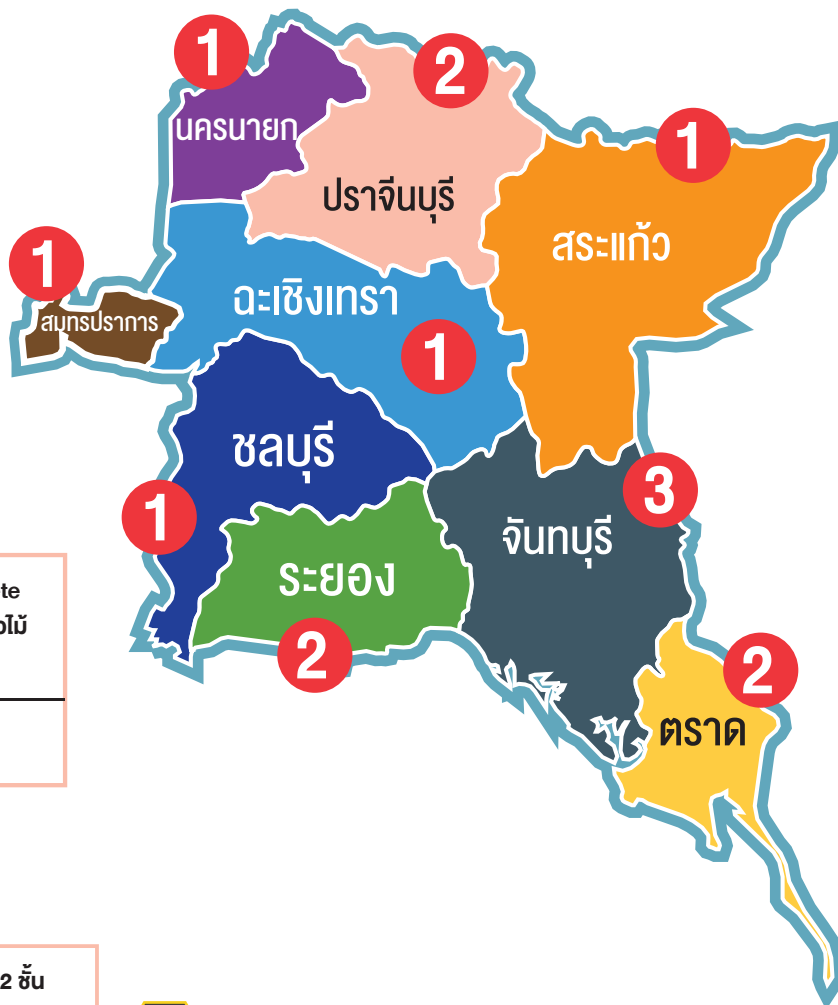 1
2
นครนายก
1
ปราจีนบุรี
สระแก้ว
1
สมุทรปราการ
ฉะเชิงเทรา
1
ชลบุรี
3
1
จันทบุรี
ระยอง
2
2
ตราด
2 ชั้น